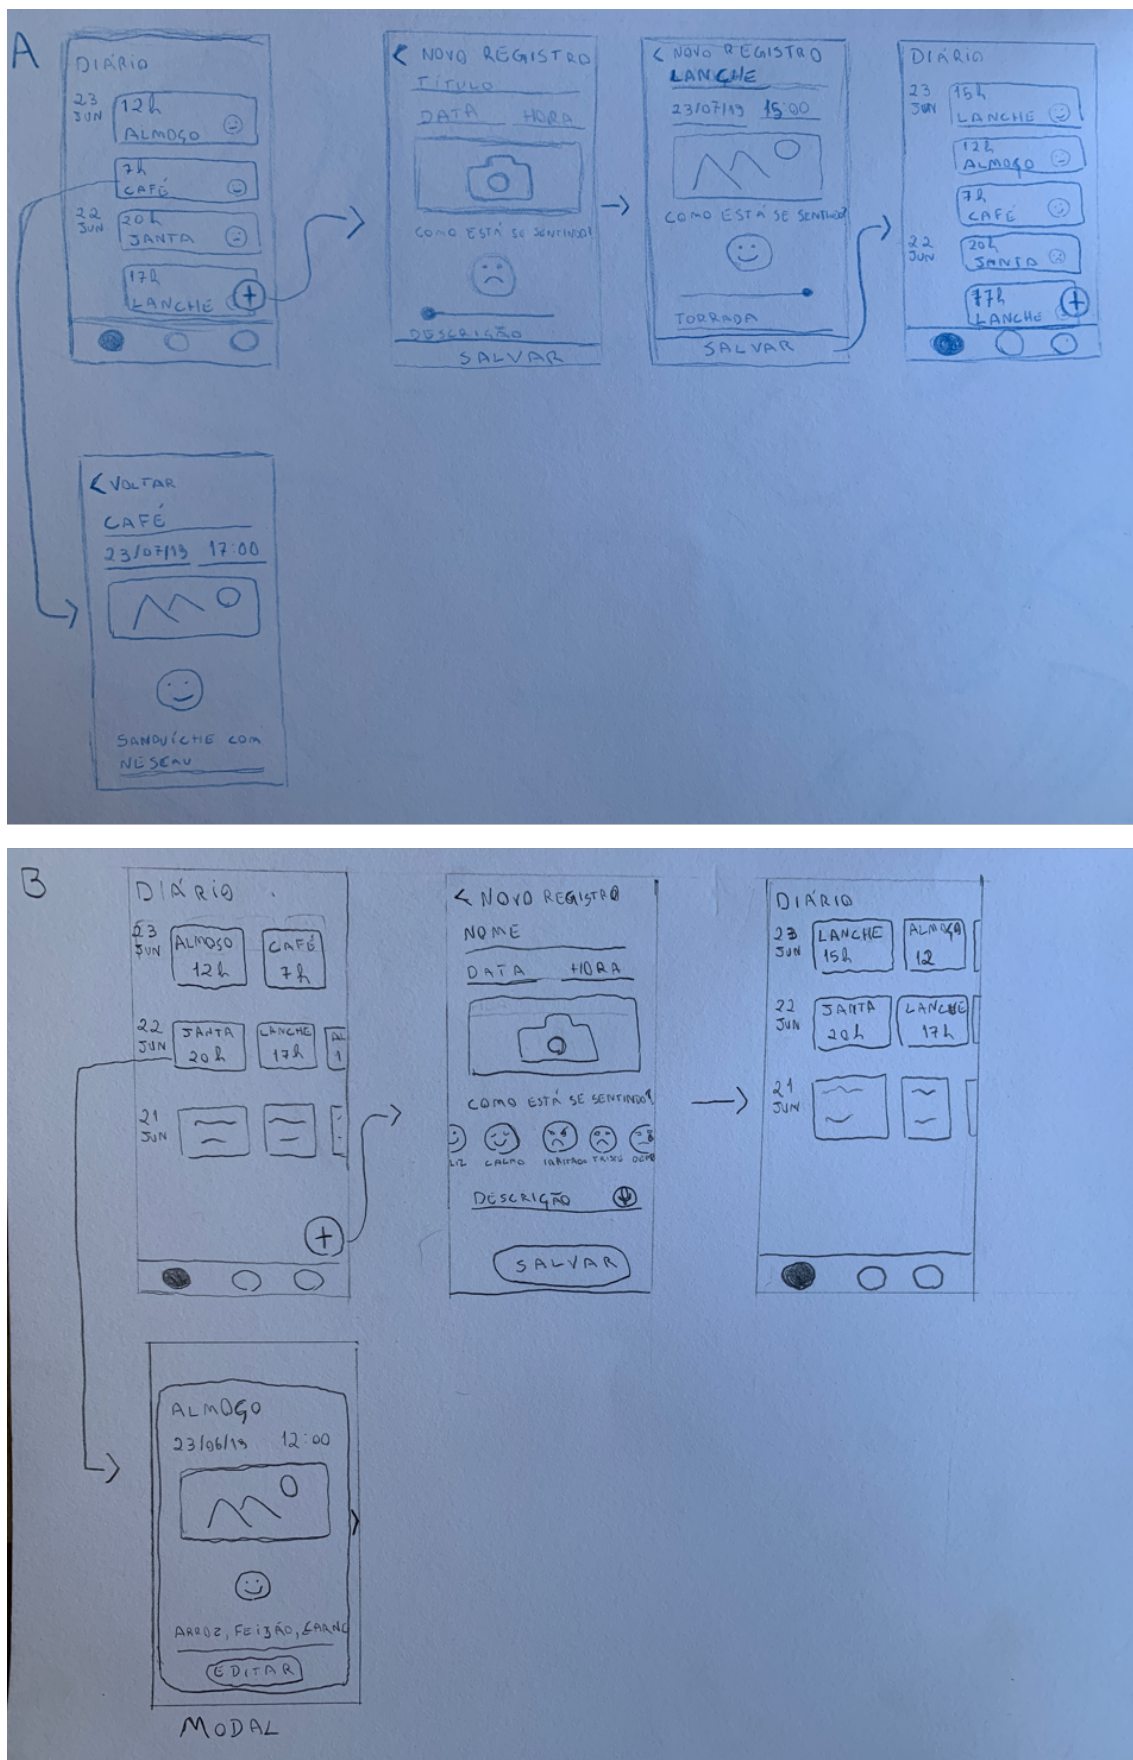 A
DIÁRIO
23
JUN
12h
ALMOÇO
7h
CAFÉ
22
JUN
20h
JANTA
17h
LANCHE
+
< NOVO REGISTRO
TÍTULO
DATA HORA
COMO ESTÁ SE SENTINDO?
DESCRIÇÃO
SALVAR
< NOVO REGISTRO
LANCHE
23/07/19 15:00
COMO ESTÁ SE SENTINDO?
TORRADA
SALVAR
DIÁRIO
23
JUN
15h
LANCHE
12h
ALMOÇO
7h
CAFÉ
22
JUN
20h
JANTA
17h
LANCHE
+
< VOLTAR
CAFÉ
23/07/19 17:00
SANDUÍCHE COM
NESCAU
B
DIÁRIO
23
JUN
ALMOSO
12h
CAFÉ
7h
22
JUN
JANTA
20h
LANCHE
17h
AL
1
21
JUN
+
< NOVO REGISTRO
NOME
DATA HORA
COMO ESTÁ SE SENTINDO?
LIZ CALMO IRRITADO TRISTE
DESCRIÇÃO
SALVAR
DIÁRIO
23
JUN
LANCHE
15h
ALMOÇO
12
22
JUN
JANTA
20h
LANCHE
17h
21
JUN
ALMOÇO
23/06/19 12:00
ARROZ, FEIJÃO, CARNE
EDITAR
MODAL